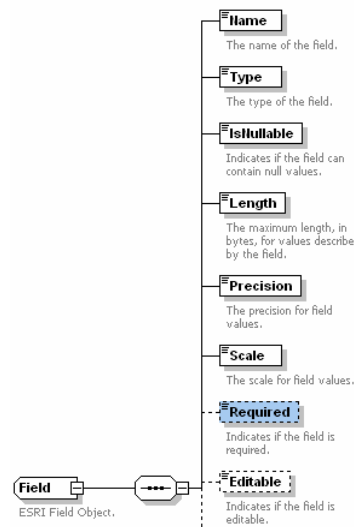 Name
The name of the field.
Type
The type of the field.
IsNullable
Indicates if the field can
contain null values.
Length
The maximum length, in
bytes, for values describe
by the field.
Precision
The precision for field
values.
Scale
The scale for field values.
Required
Indicates if the field is
required.
Field
ESRI Field Object.
Editable
Indicates if the field is
editable.